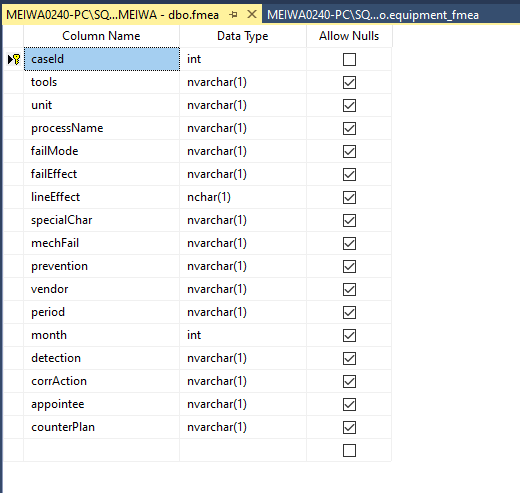 MEIWA0240-PC\SQ...MEIWA - dbo.fmea MEIWA0240-PC\SQ...o.equipment_fmea
Column Name Data Type Allow Nulls
caseId int
tools nvarchar(1)
unit nvarchar(1)
processName nvarchar(1)
failMode nvarchar(1)
failEffect nvarchar(1)
lineEffect nchar(1)
specialChar nvarchar(1)
mechFail nvarchar(1)
prevention nvarchar(1)
vendor nvarchar(1)
period nvarchar(1)
month int
detection nvarchar(1)
corrAction nvarchar(1)
appointee nvarchar(1)
counterPlan nvarchar(1)